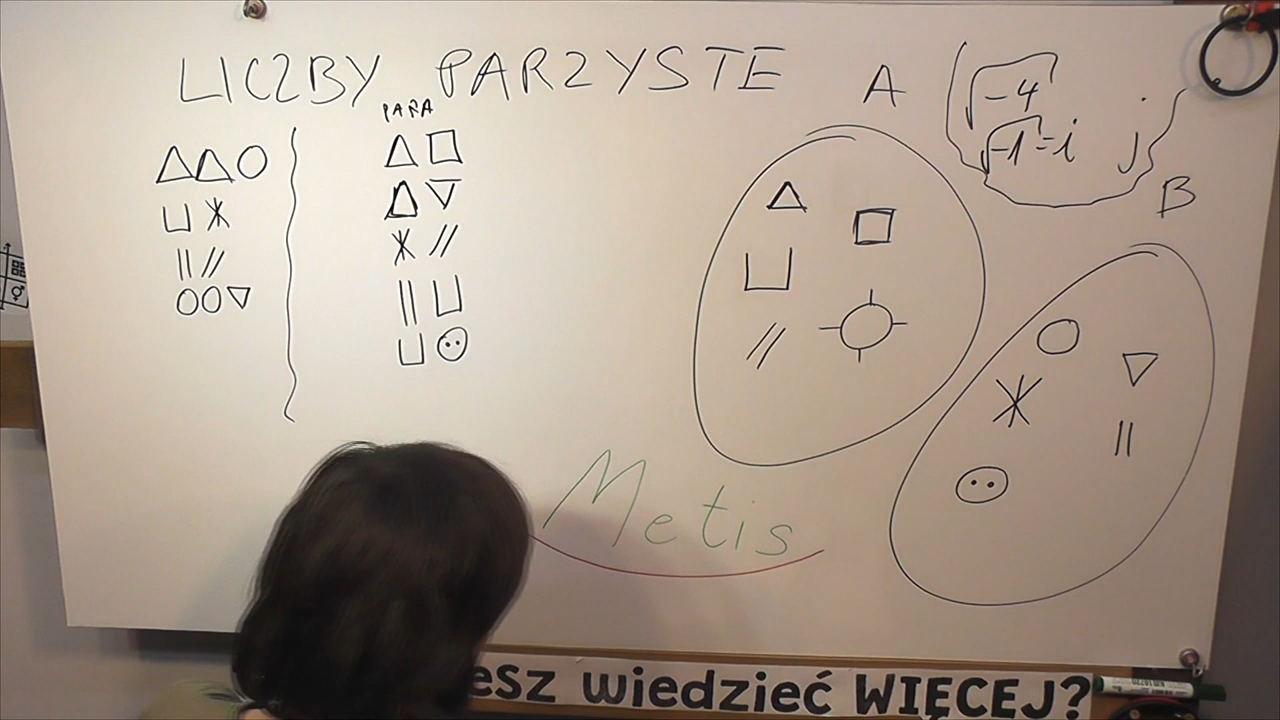 LICZBY PARZYSTE
PARA
A
√-4
√-1 = i j
B
Metis
esz wiedzieć WIĘCEJ?